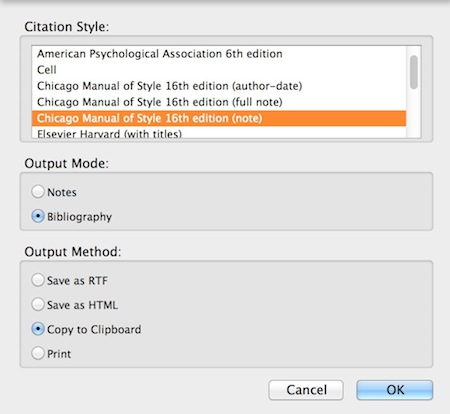 Citation Style:
American Psychological Association 6th edition
Cell
Chicago Manual of Style 16th edition (author-date)
Chicago Manual of Style 16th edition (full note)
Chicago Manual of Style 16th edition (note)
Elsevier Harvard (with titles)
Output Mode:
Notes
Bibliography
Output Method:
Save as RTF
Save as HTML
Copy to Clipboard
Print
Cancel OK